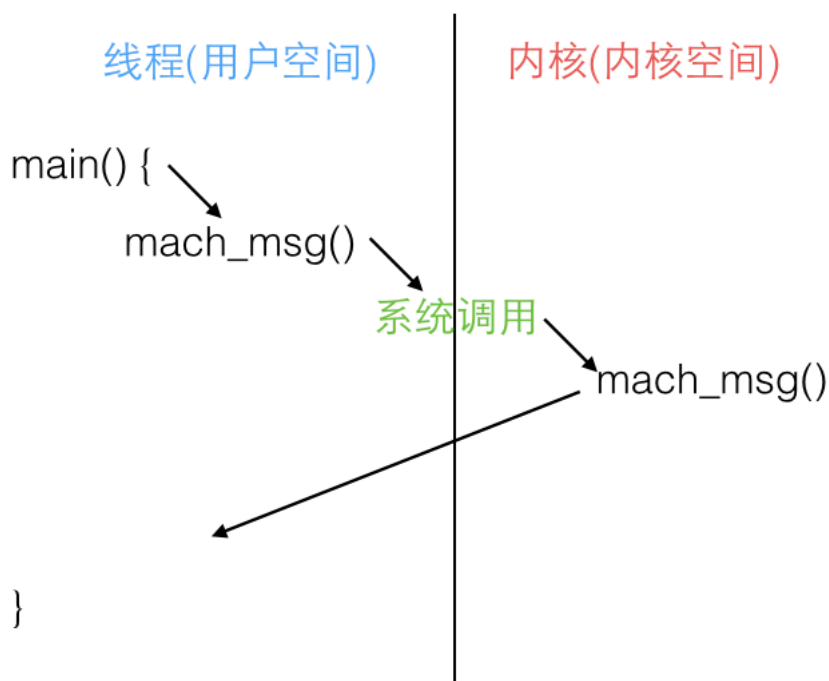 线程(用户空间)
内核(内核空间)
main() {
mach_msg()
系统调用
mach_msg()
}